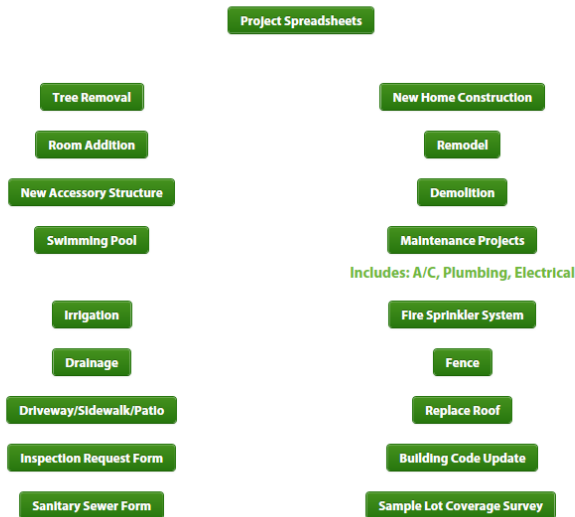 Project Spreadsheets
Tree Removal
New Home Construction
Room Addition
Remodel
New Accessory Structure
Demolition
Swimming Pool
Maintenance Projects
Includes: A/C, Plumbing, Electrical
Irrigation
Fire Sprinkler System
Drainage
Fence
Driveway/Sidewalk/Patio
Replace Roof
Inspection Request Form
Building Code Update
Sanitary Sewer Form
Sample Lot Coverage Survey